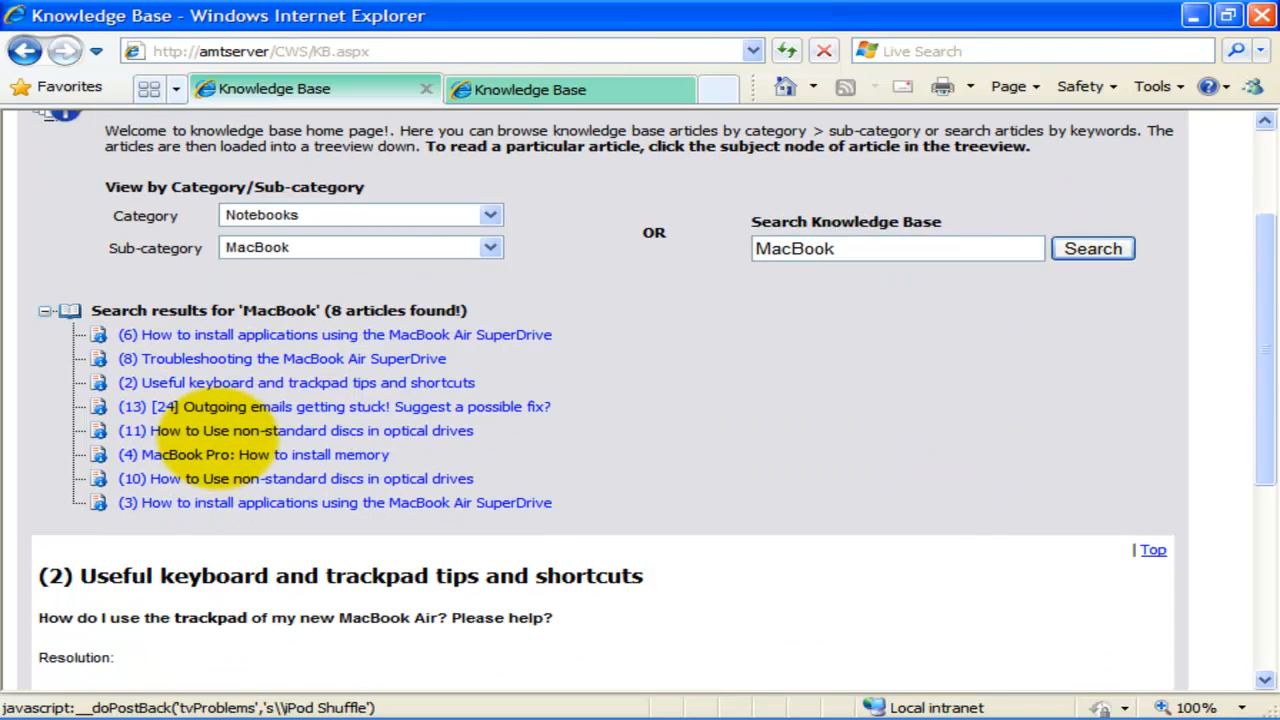 Knowledge Base - Windows Internet Explorer
http://amtserver/CWS/KB.aspx
Live Search
Favorites
Knowledge Base
Knowledge Base
Page
Safety
Tools
Welcome to knowledge base home page!. Here you can browse knowledge base articles by category > sub-category or search articles by keywords. The
articles are then loaded into a treeview down. To read a particular article, click the subject node of article in the treeview.
View by Category/Sub-category
Category
Notebooks
Sub-category
MacBook
OR
Search Knowledge Base
MacBook
Search
Search results for 'MacBook' (8 articles found!)
(6) How to install applications using the MacBook Air SuperDrive
(8) Troubleshooting the MacBook Air SuperDrive
(2) Useful keyboard and trackpad tips and shortcuts
(13) [24] Outgoing emails getting stuck! Suggest a possible fix?
(11) How to Use non-standard discs in optical drives
(4) MacBook Pro: How to install memory
(10) How to Use non-standard discs in optical drives
(3) How to install applications using the MacBook Air SuperDrive
| Top
(2) Useful keyboard and trackpad tips and shortcuts
How do I use the trackpad of my new MacBook Air? Please help?
Resolution:
javascript:__doPostBack('tvProblems','s\\iPod Shuffle')
Local intranet
100%